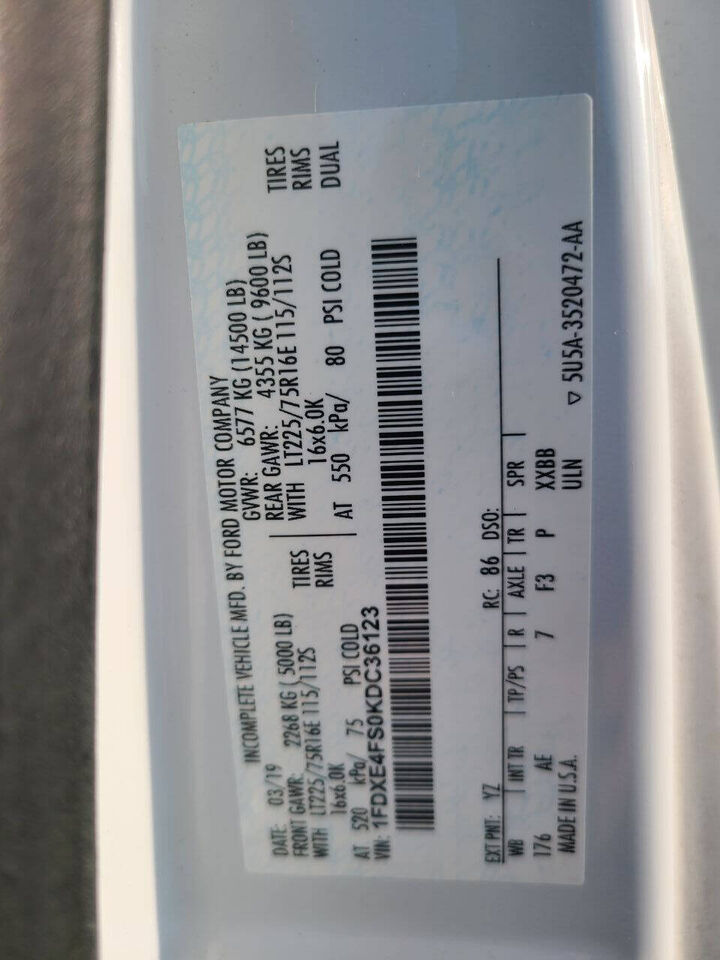 INCOMPLETE VEHICLE MFD. BY FORD MOTOR COMPANY
DATE: 03/19 GVWR: 6577 KG (14500 LB)
FRONT GAWR: 2268 KG ( 5000 LB) REAR GAWR: 4355 KG ( 9600 LB)
WITH LT225/75R16E 115/112S TIRES WITH LT225/75R16E 115/112S TIRES
16x6.0K RIMS 16x6.0K RIMS
AT 520 kPa/ 75 PSI COLD AT 550 kPa/ 80 PSI COLD DUAL
VIN: 1FDXE4FS0KDC36123
EXT PNT: YZ RC: 86 DSO:
WB INT TR TP/PS R AXLE TR SPR
176 AE 7 F3 P XXBB
MADE IN U.S.A. ULN ▽ 5U5A-3520472-AA